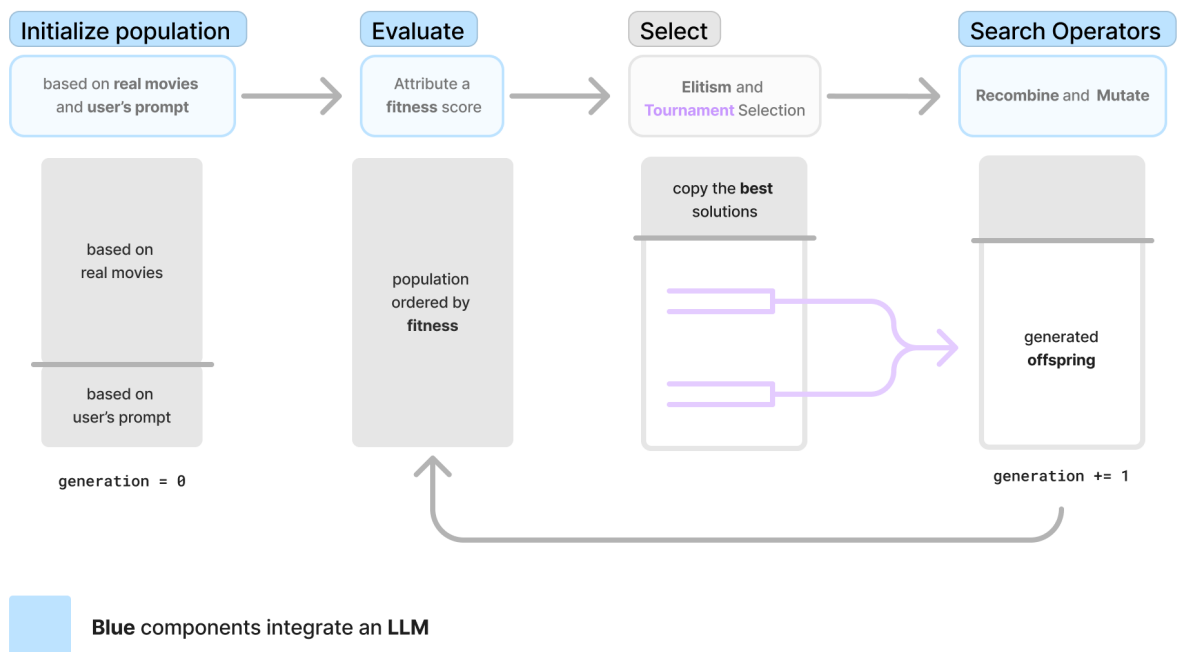 Initialize population
Evaluate
Select
Search Operators
based on real movies
and user's prompt
Attribute a
fitness score
Elitism and
Tournament Selection
Recombine and Mutate
based on
real movies
based on
user's prompt
generation = 0
population
ordered by
fitness
copy the best
solutions
generated
offspring
generation += 1
Blue components integrate an LLM